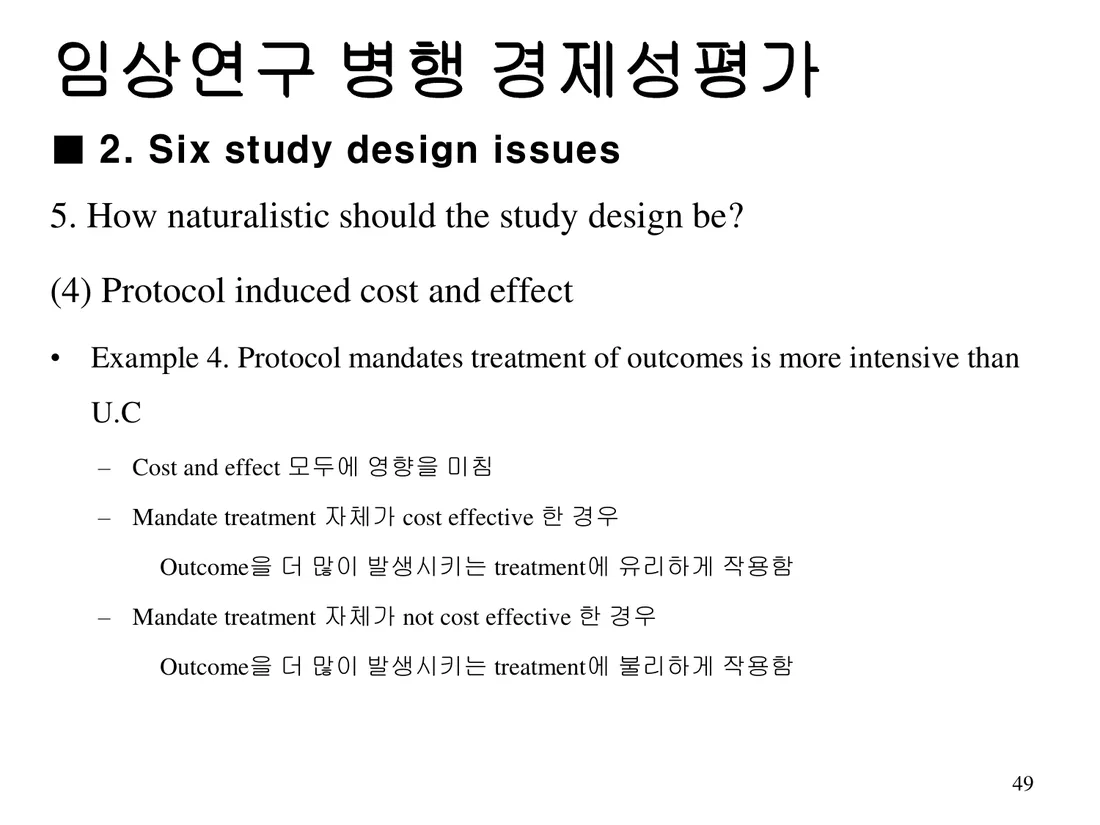 임상연구 병행 경제성평가
■ 2. Six study design issues
5. How naturalistic should the study design be?
(4) Protocol induced cost and effect
• Example 4. Protocol mandates treatment of outcomes is more intensive than
U.C
– Cost and effect 모두에 영향을 미침
– Mandate treatment 자체가 cost effective 한 경우
Outcome을 더 많이 발생시키는 treatment에 유리하게 작용함
– Mandate treatment 자체가 not cost effective 한 경우
Outcome을 더 많이 발생시키는 treatment에 불리하게 작용함
49